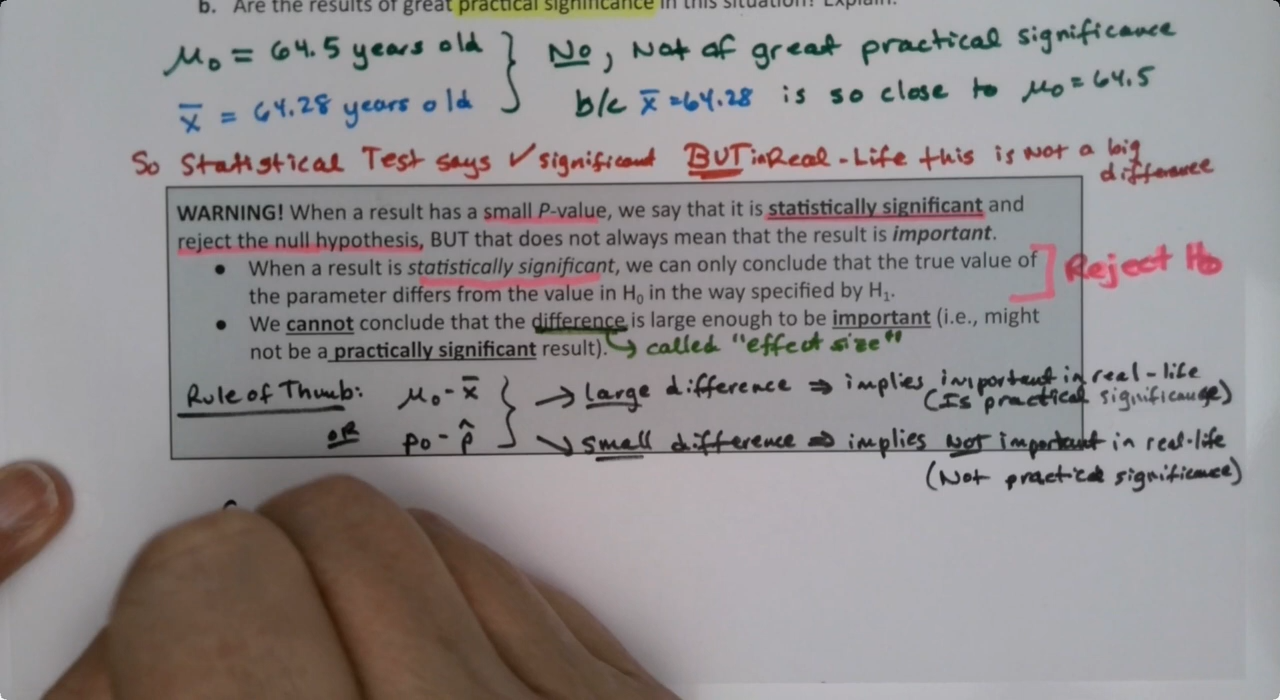 b. Are the results of great practical significance in this situation? Explain.
μ₀ = 64.5 years old } No, Not of great practical significance
x̄ = 64.28 years old b/c x̄ = 64.28 is so close to μ₀ = 64.5
So Statistical Test says ✓ significant BUT in Real-Life this is Not a big difference
WARNING! When a result has a small P-value, we say that it is statistically significant and
reject the null hypothesis, BUT that does not always mean that the result is important.
• When a result is statistically significant, we can only conclude that the true value of
the parameter differs from the value in H₀ in the way specified by H₁.
] Reject H₀
• We cannot conclude that the difference is large enough to be important (i.e., might
not be a practically significant result). ↳ called "effect size"
Rule of Thumb: μ₀ - x̄ } → large difference ⇒ implies important in real-life
(Is practical significance)
OR p₀ - p̂ ↘ small difference ⇒ implies Not important in real-life
(Not practical significance)